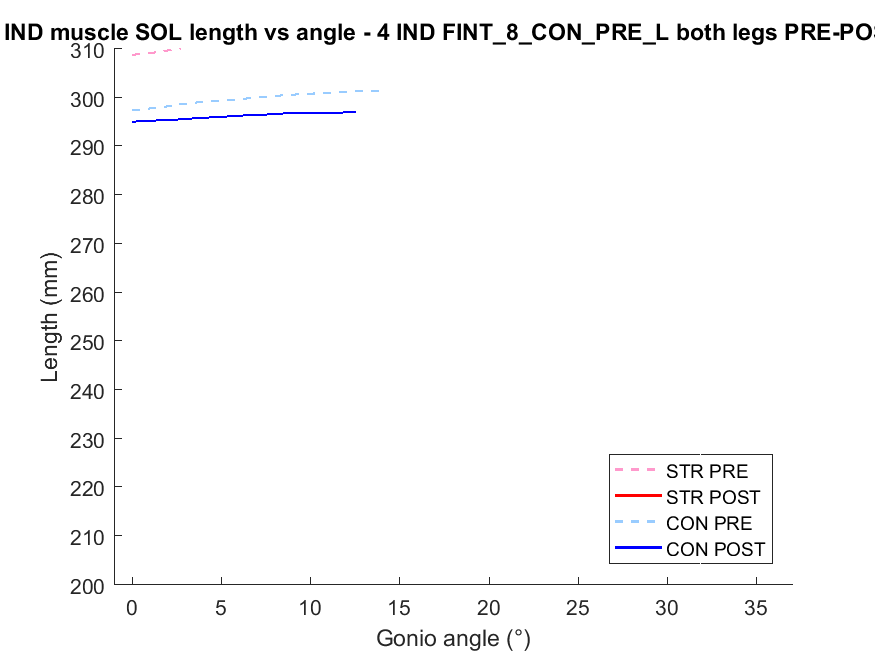 IND muscle SOL length vs angle - 4 IND FINT_8_CON_PRE_L both legs PRE-POS
310
300
290
280
270
260
250
240
230
220
210
200
Length (mm)
0 5 10 15 20 25 30 35
Gonio angle (°)
STR PRE
STR POST
CON PRE
CON POST